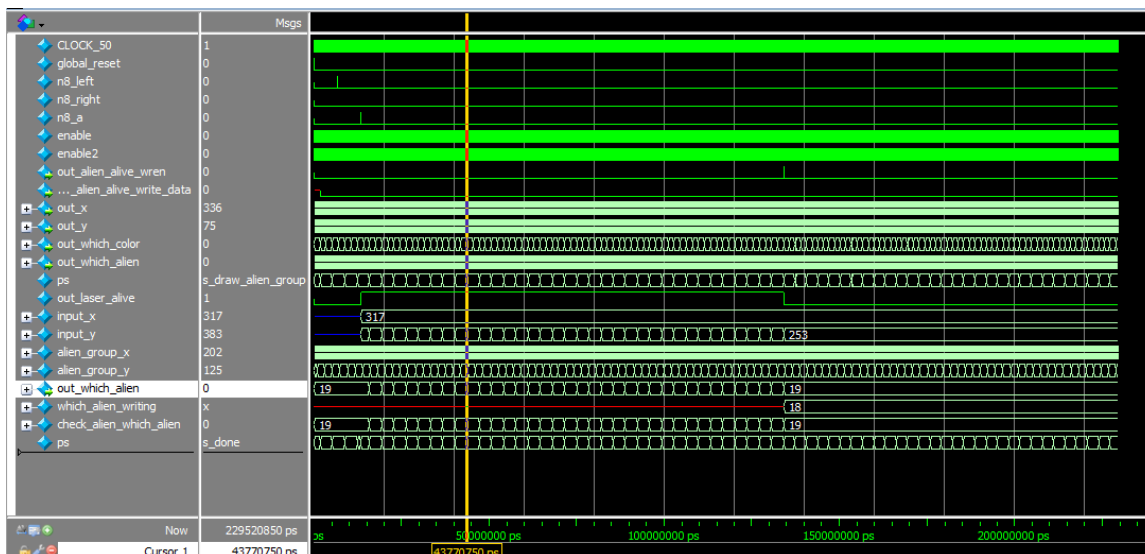 Msgs
CLOCK_50 1
global_reset 0
n8_left 0
n8_right 0
n8_a 0
enable 0
enable2 0
out_alien_alive_wren 0
..._alien_alive_write_data 0
out_x 336
out_y 75
out_which_color 0
out_which_alien 0
ps s_draw_alien_group
out_laser_alive 1
input_x 317 317
input_y 383 253
alien_group_x 202
alien_group_y 125
out_which_alien 0 19 19
which_alien_writing x 18
check_alien_which_alien 0 19 19
ps s_done
Now 229520850 ps ps 50000000 ps 100000000 ps 150000000 ps 200000000 ps
Cursor 1 43770750 ps 43770750 ps